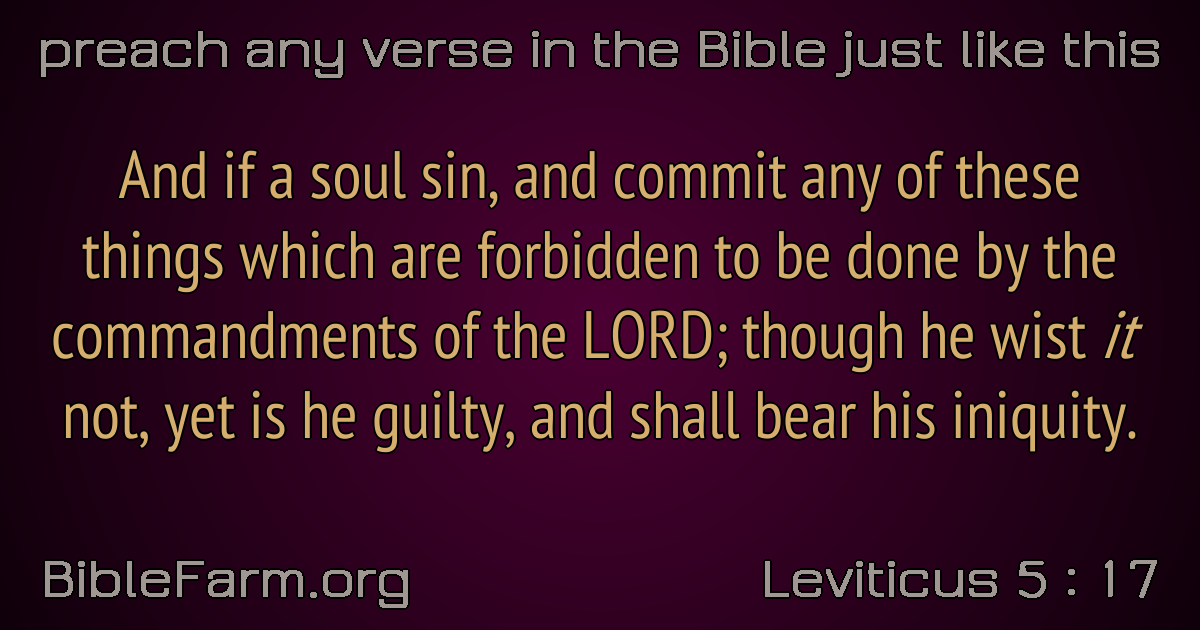 preach any verse in the Bible just like this
And if a soul sin, and commit any of these
things which are forbidden to be done by the
commandments of the LORD; though he wist it
not, yet is he guilty, and shall bear his iniquity.
BibleFarm.org
Leviticus 5 : 17